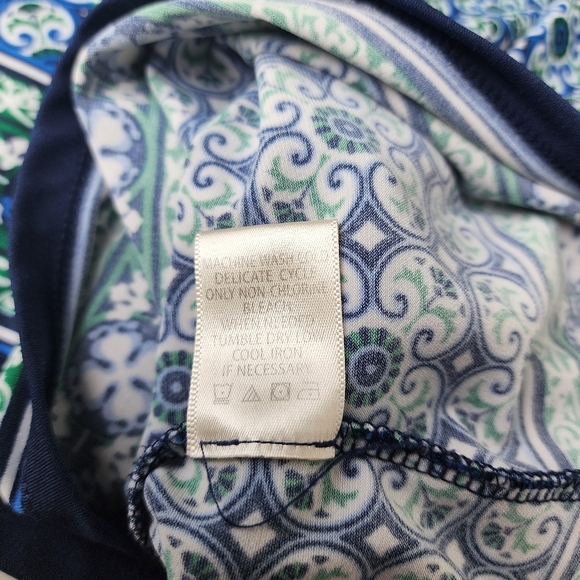 MACHINE WASH COLD
DELICATE CYCLE
ONLY NON-CHLORINE
BLEACH
WHEN NEEDED
TUMBLE DRY LOW
COOL IRON
IF NECESSARY